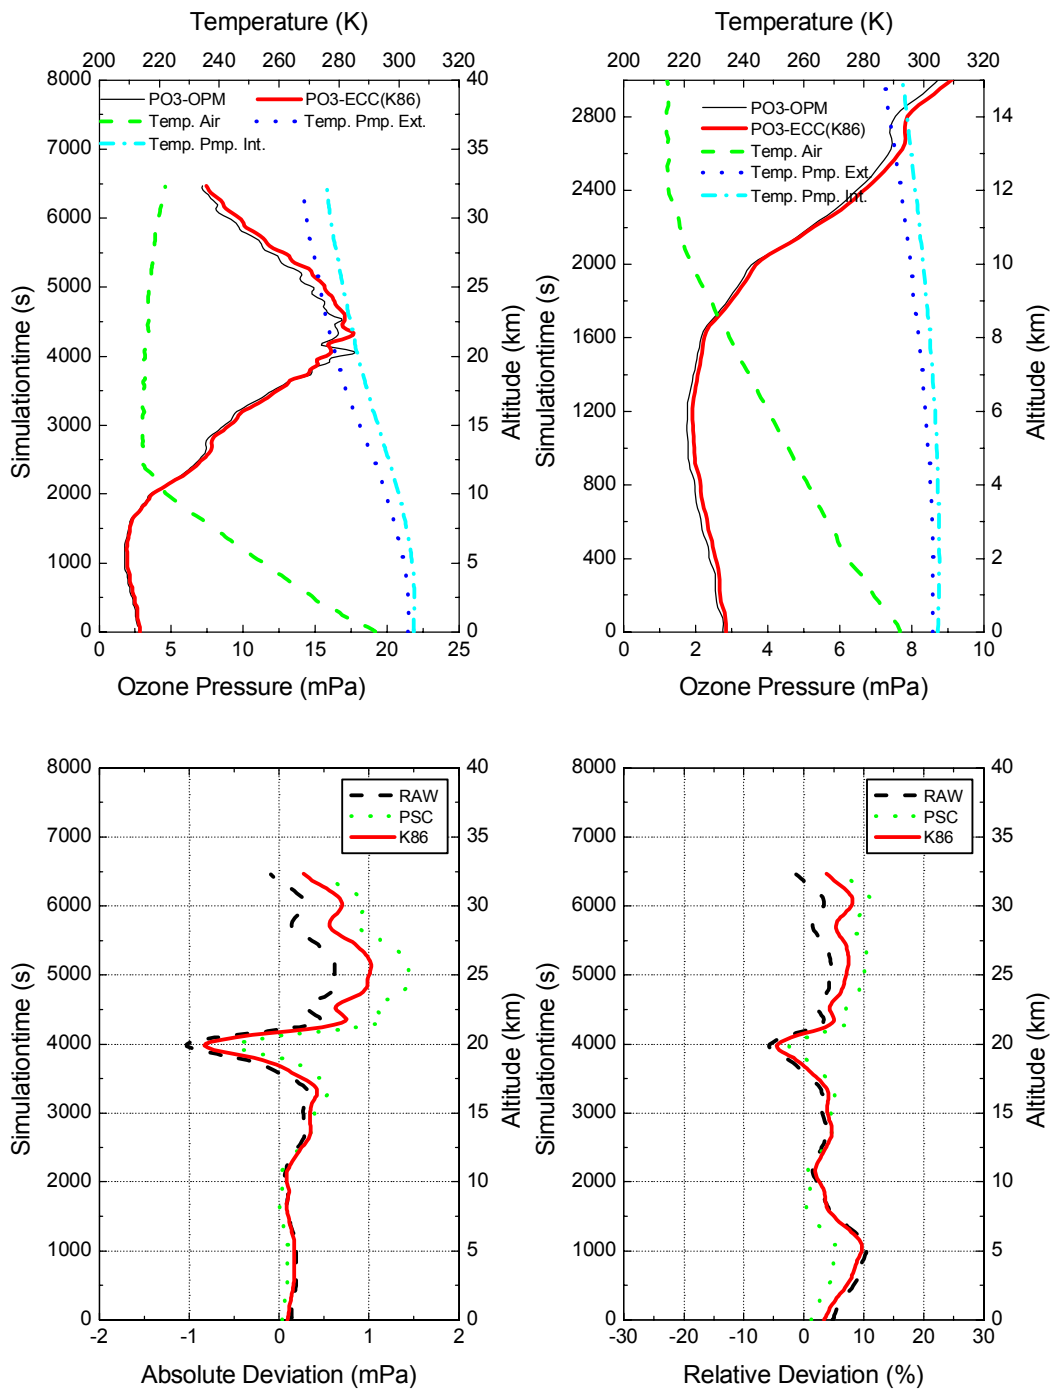 Temperature (K)
200 220 240 260 280 300 320
8000 7000 6000 5000 4000 3000 2000 1000 0
Simulationtime (s)
PO3-OPM PO3-ECC(K86)
Temp. Air Temp. Pmp. Ext.
Temp. Pmp. Int.
40 35 30 25 20 15 10 5 0
Altitude (km)
0 5 10 15 20 25
Ozone Pressure (mPa)
Temperature (K)
200 220 240 260 280 300 320
2800 2400 2000 1600 1200 800 400 0
Simulationtime (s)
PO3-OPM
PO3-ECC(K86)
Temp. Air
Temp. Pmp. Ext.
Temp. Pmp. Int.
14 12 10 8 6 4 2 0
Altitude (km)
0 2 4 6 8 10
Ozone Pressure (mPa)
8000 7000 6000 5000 4000 3000 2000 1000 0
Simulationtime (s)
RAW
PSC
K86
40 35 30 25 20 15 10 5 0
Altitude (km)
-2 -1 0 1 2
Absolute Deviation (mPa)
8000 7000 6000 5000 4000 3000 2000 1000 0
Simulationtime (s)
RAW
PSC
K86
40 35 30 25 20 15 10 5 0
Altitude (km)
-30 -20 -10 0 10 20 30
Relative Deviation (%)